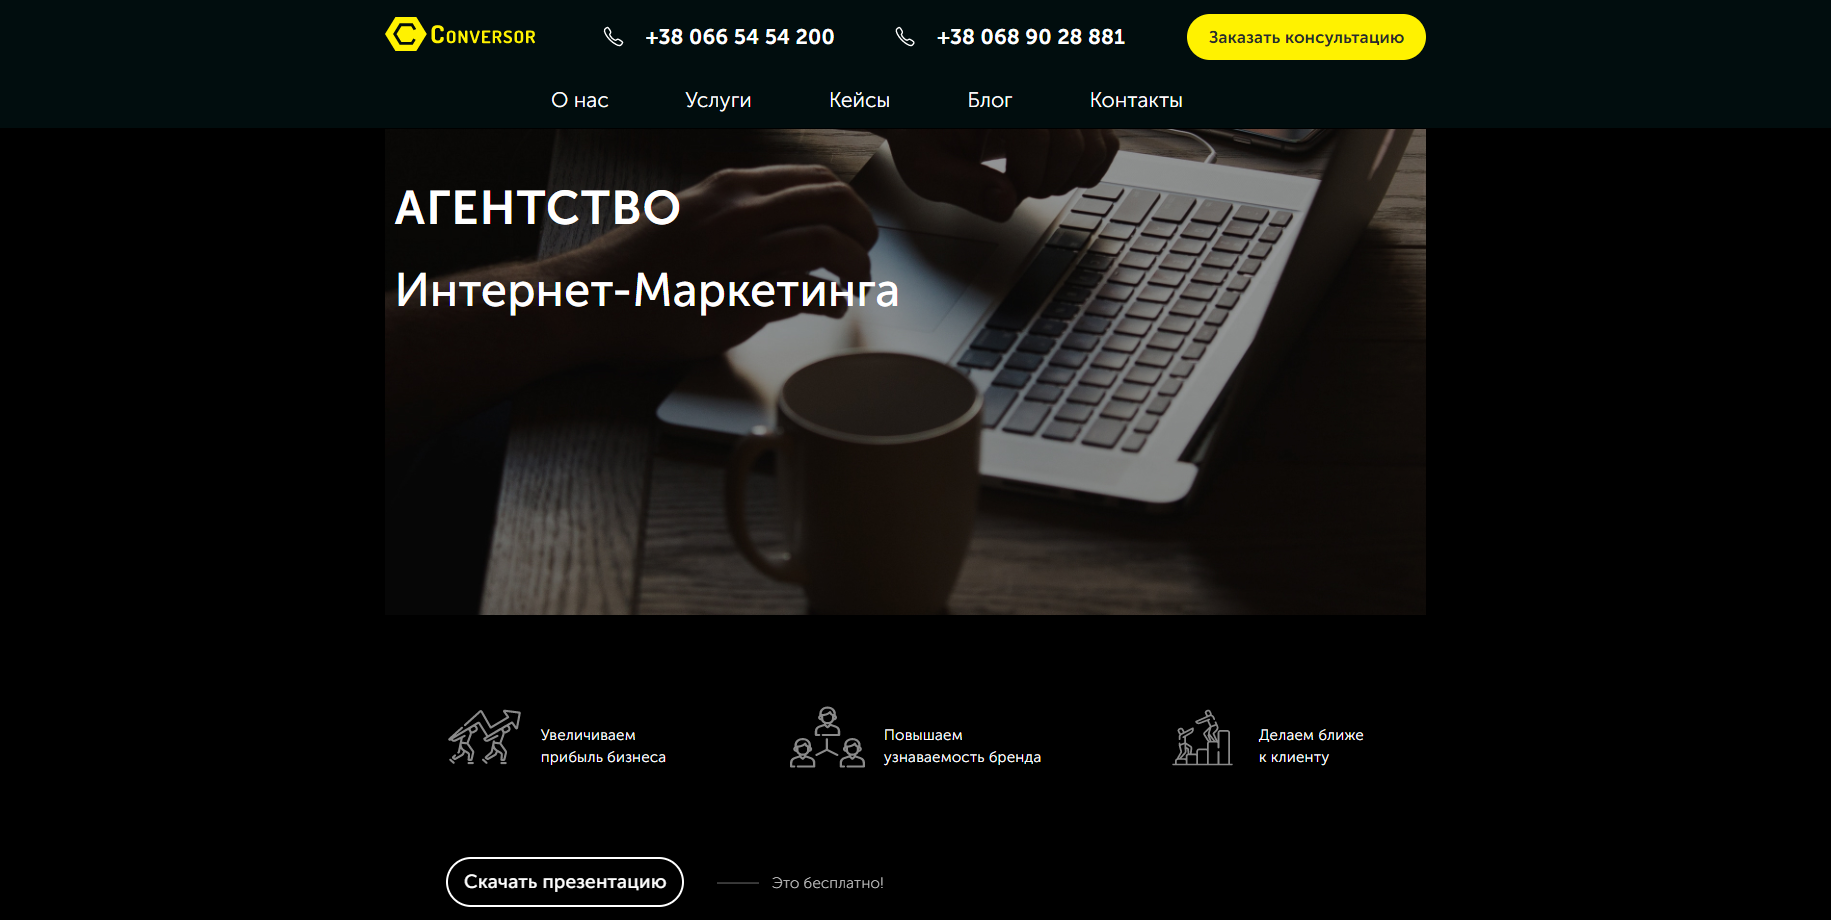 Conversor
+38 066 54 54 200
+38 068 90 28 881
Заказать консультацию
О нас
Услуги
Кейсы
Блог
Контакты
АГЕНТСТВО
Интернет-Маркетинга
Увеличиваем
прибыль бизнеса
Повышаем
узнаваемость бренда
Делаем ближе
к клиенту
Скачать презентацию
Это бесплатно!